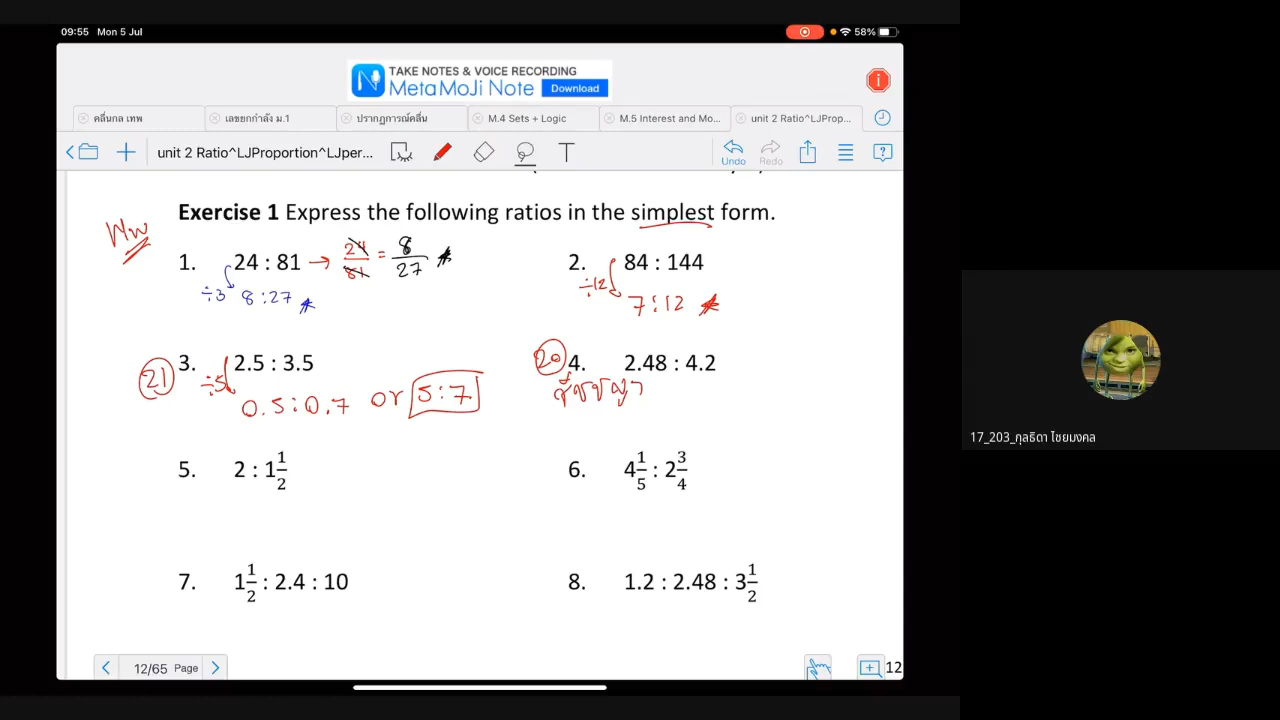 09:55 Mon 5 Jul
58%
TAKE NOTES & VOICE RECORDING
MetaMoJi Note Download
คลื่นกล เทพ
เลขยกกำลัง ม.1
ปรากฏการณ์คลื่น
M.4 Sets + Logic
M.5 Interest and Mo...
unit 2 Ratio^LJProp...
unit 2 Ratio^LJProportion^LJper...
T
Undo
Redo
Exercise 1 Express the following ratios in the simplest form.
HW
1. 24 : 81 → 24/81 = 8/27
÷3 8 : 27
2. 84 : 144
÷12 7 : 12
21 3. 2.5 : 3.5
÷5 0.5 : 0.7 or 5 : 7
20 4. 2.48 : 4.2
5. 2 : 1 1/2
6. 4 1/5 : 2 3/4
7. 1 1/2 : 2.4 : 10
8. 1.2 : 2.48 : 3 1/2
12/65 Page
12
17_203_กุลธิดา ไชยมงคล